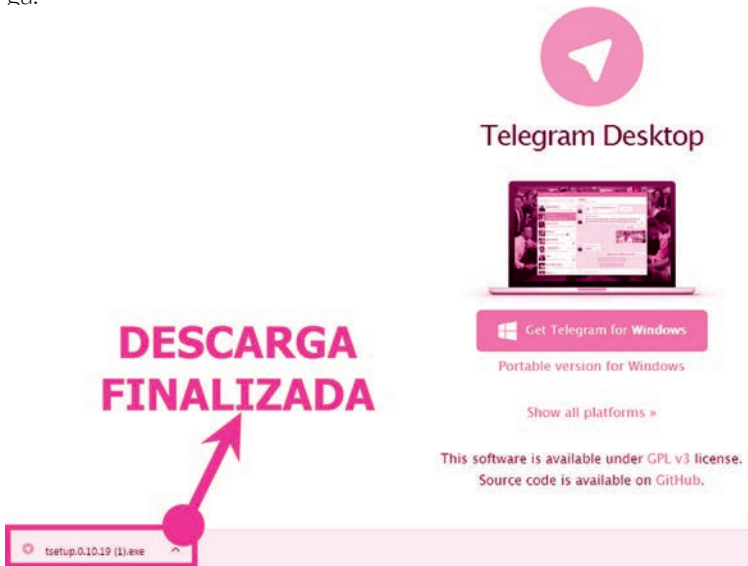 ga.
Telegram Desktop
Get Telegram for Windows
Portable version for Windows
Show all platforms »
This software is available under GPL v3 license.
Source code is available on GitHub.
DESCARGA
FINALIZADA
tsetup.0.10.19 (1).exe